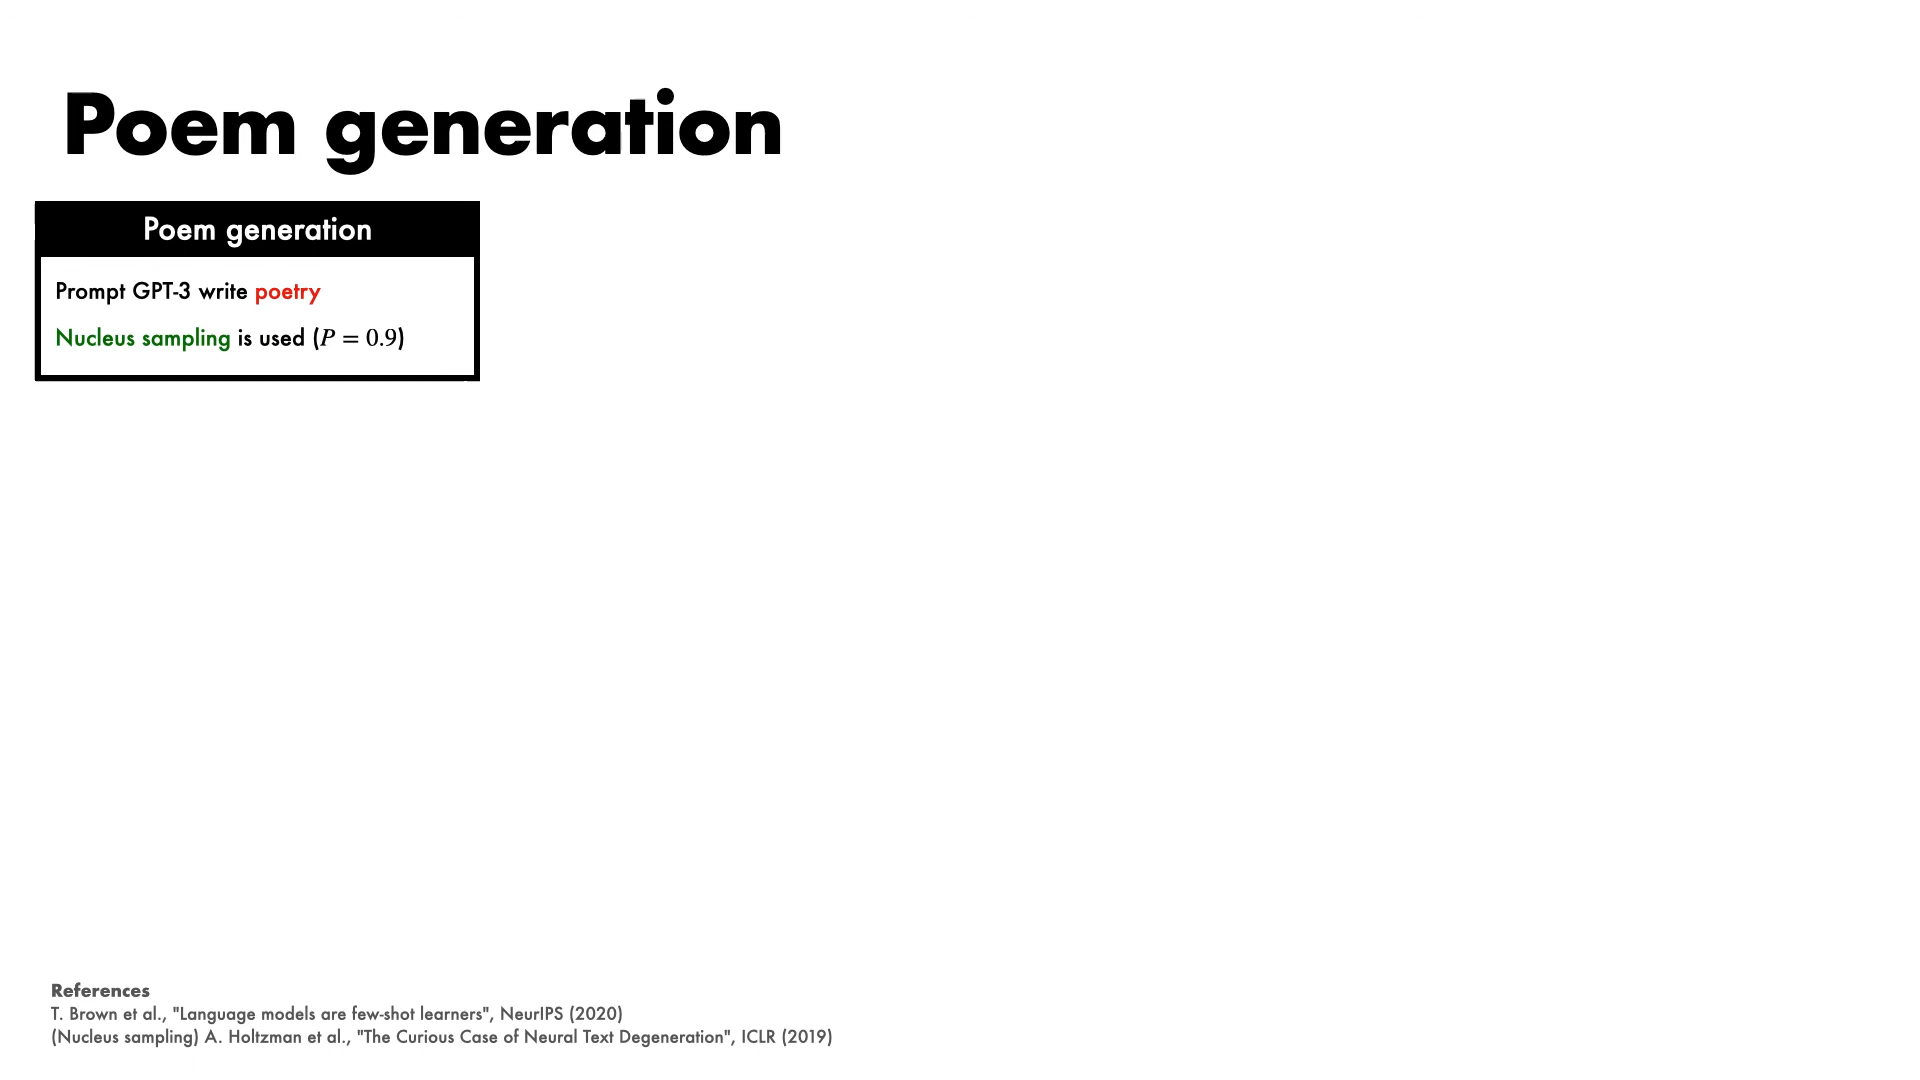 Poem generation
Poem generation
Prompt GPT-3 write poetry
Nucleus sampling is used (P = 0.9)
References
T. Brown et al., "Language models are few-shot learners", NeurIPS (2020)
(Nucleus sampling) A. Holtzman et al., "The Curious Case of Neural Text Degeneration", ICLR (2019)